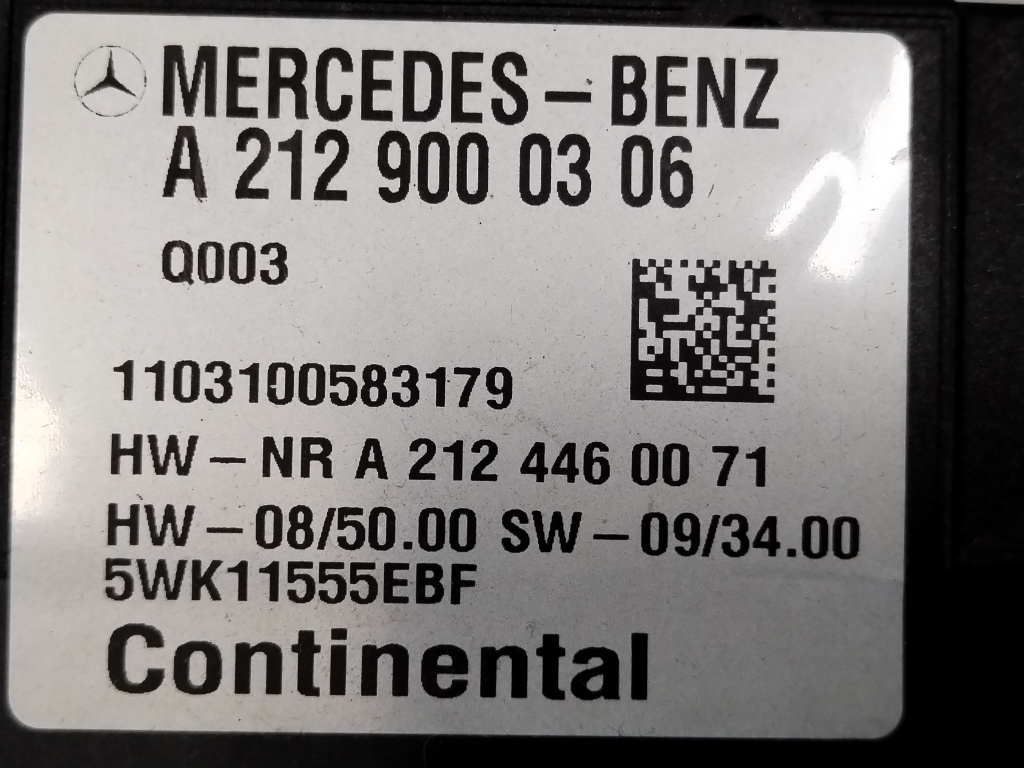 MERCEDES-BENZ
A 212 900 03 06
Q003
1103100583179
HW-NR A 212 446 00 71
HW-08/50.00 SW-09/34.00
5WK11555EBF
Continental